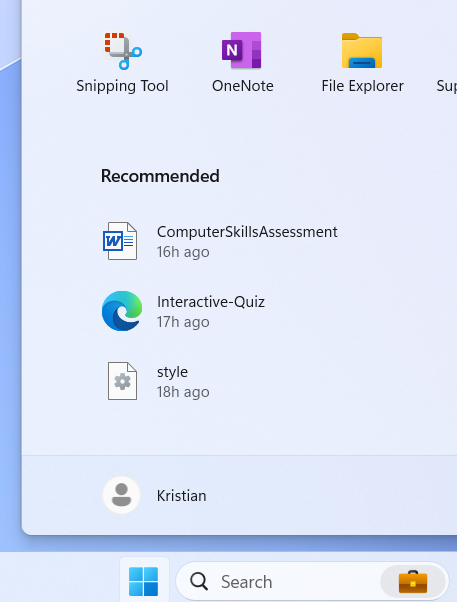 Snipping Tool
OneNote
File Explorer
Sup
Recommended
ComputerSkillsAssessment
16h ago
Interactive-Quiz
17h ago
style
18h ago
Kristian
Search